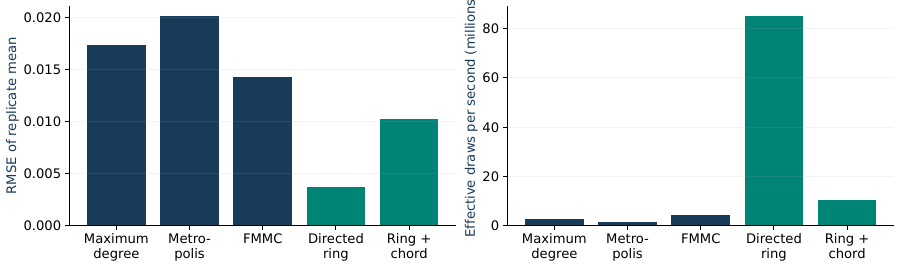 RMSE of replicate mean
0.020
0.015
0.010
0.005
0.000
Maximum
degree
Metro-
polis
FMMC
Directed
ring
Ring +
chord
Effective draws per second (millions
80
60
40
20
0
Maximum
degree
Metro-
polis
FMMC
Directed
ring
Ring +
chord